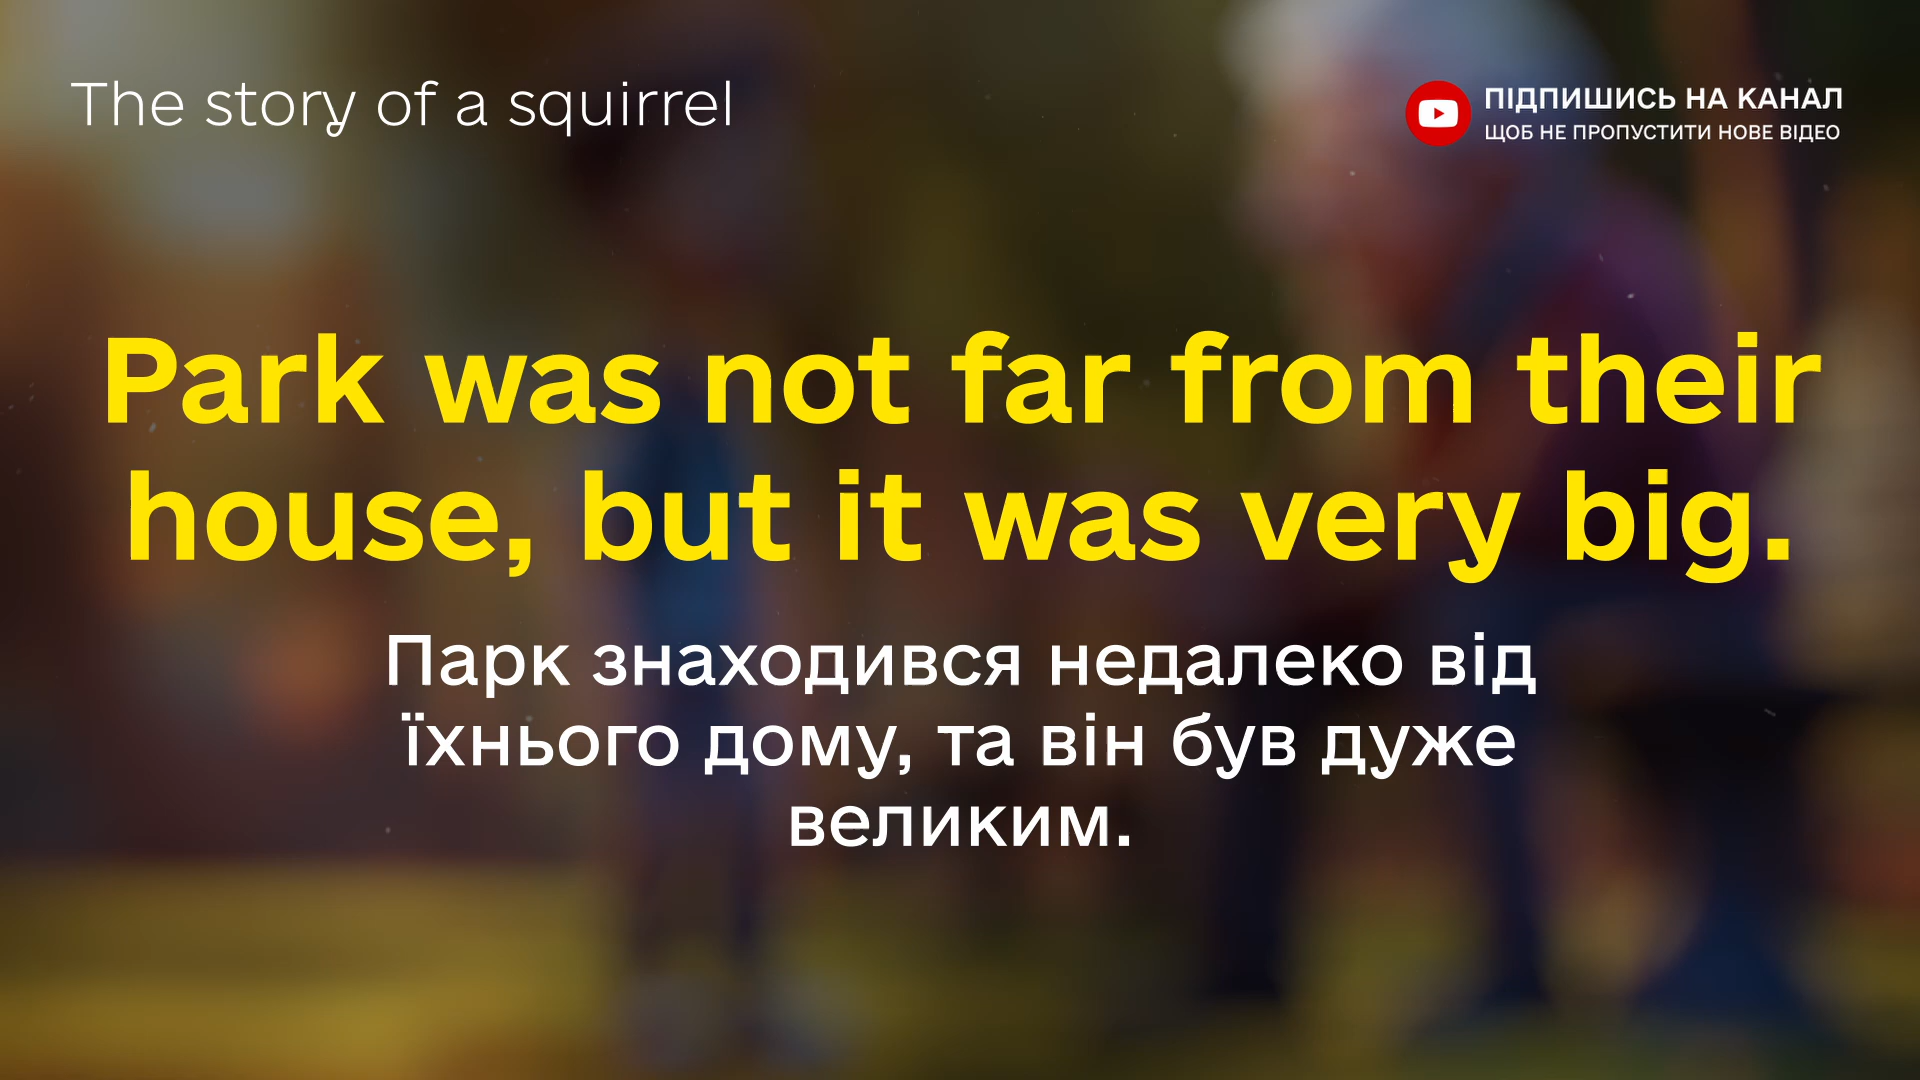 The story of a squirrel
ПІДПИШИСЬ НА КАНАЛ
ЩОБ НЕ ПРОПУСТИТИ НОВЕ ВІДЕО
Park was not far from their
house, but it was very big.
Парк знаходився недалеко від
їхнього дому, та він був дуже
великим.